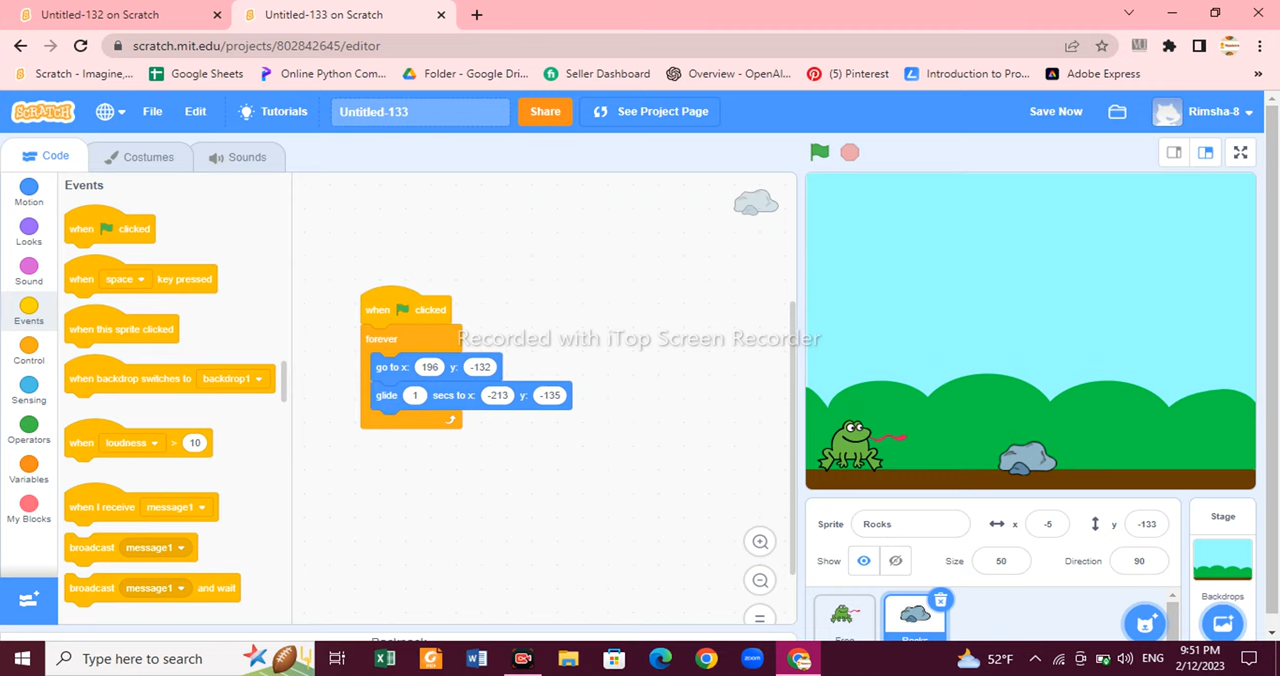 Untitled-132 on Scratch
Untitled-133 on Scratch
scratch.mit.edu/projects/802842645/editor
Scratch - Imagine,...
Google Sheets
Online Python Com...
Folder - Google Dri...
Seller Dashboard
Overview - OpenAI...
(5) Pinterest
Introduction to Pro...
Adobe Express
SCRATCH
File
Edit
Tutorials
Untitled-133
Share
See Project Page
Save Now
Rimsha-8
Code
Costumes
Sounds
Motion
Looks
Sound
Events
Control
Sensing
Operators
Variables
My Blocks
Events
when clicked
when space key pressed
when this sprite clicked
when backdrop switches to backdrop1
when loudness > 10
when I receive message1
broadcast message1
broadcast message1 and wait
when clicked
forever
go to x: 196 y: -132
glide 1 secs to x: -213 y: -135
Recorded with iTop Screen Recorder
Sprite Rocks x -5 y -133
Show Size 50 Direction 90
Frog
Rocks
Stage
Backdrops
Backpack
Type here to search
zoom
52°F
ENG
9:51 PM
2/12/2023